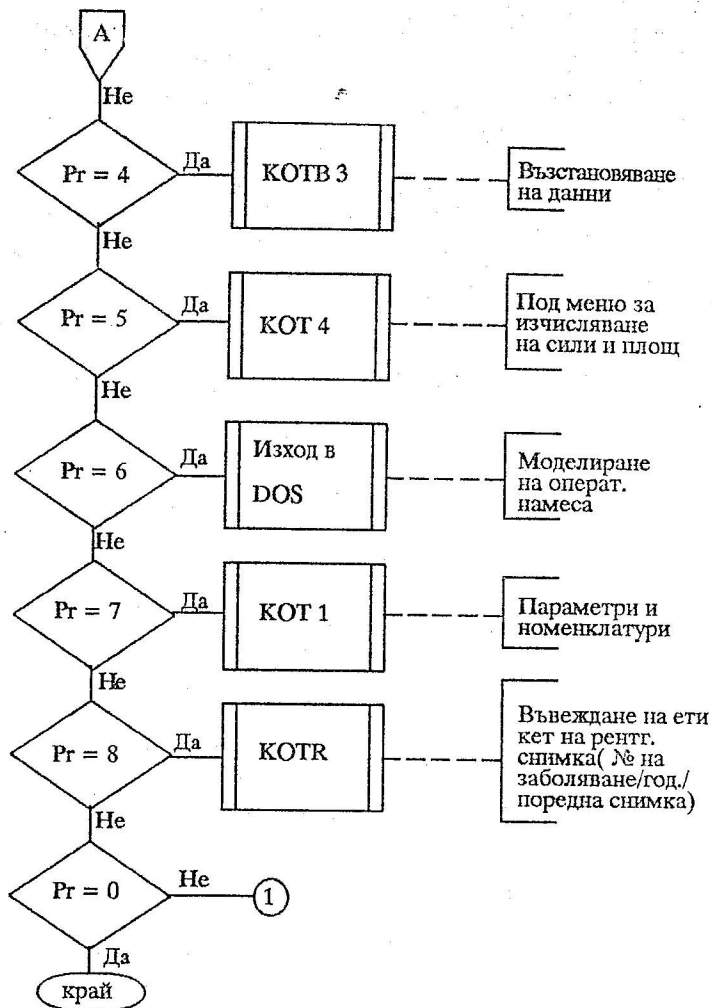 A
Не
Pr = 4
Да
КОТВ 3
Възстановяване
на данни
Не
Pr = 5
Да
КОТ 4
Под меню за
изчисляване
на сили и площ
Не
Pr = 6
Да
Изход в
DOS
Моделиране
на операт.
намеса
Не
Pr = 7
Да
КОТ 1
Параметри и
номенклатури
Не
Pr = 8
Да
KOTR
Въвеждане на ети
кет на рентг.
снимка( № на
заболяване/год./
поредна снимка)
Не
Pr = 0
Не
1
Да
край